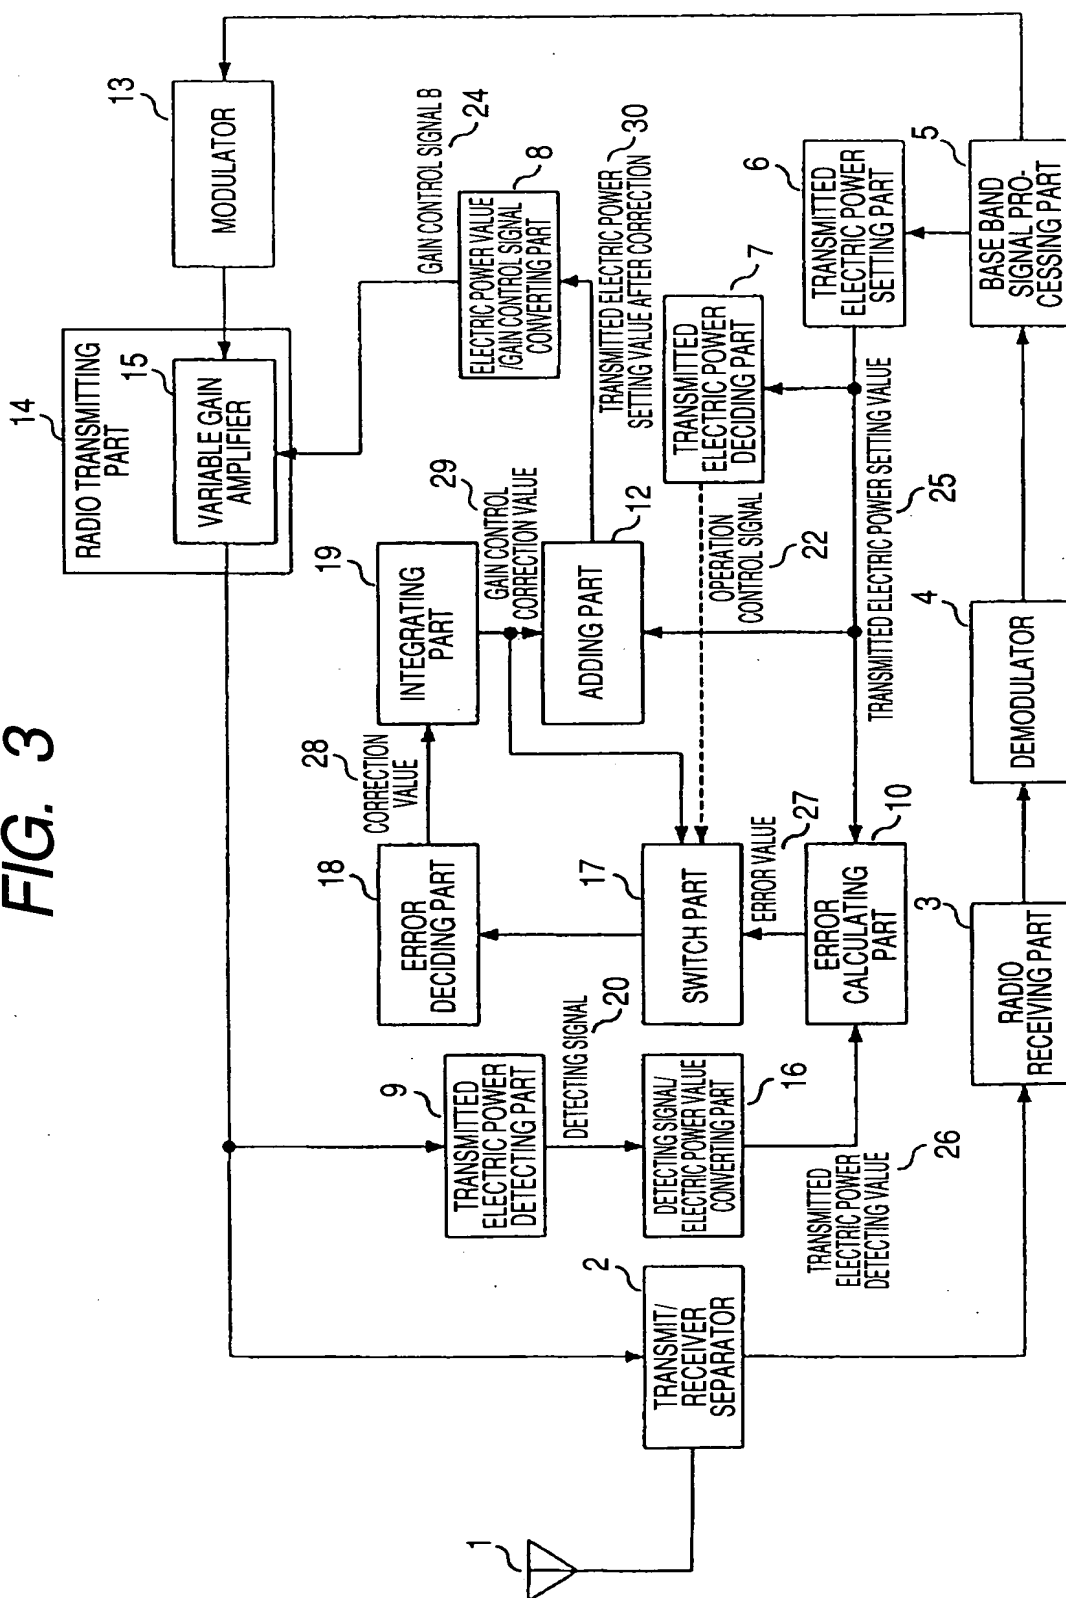 FIG. 3
1
TRANSMIT/
RECEIVER
SEPARATOR
2
14
RADIO TRANSMITTING
PART
15
VARIABLE GAIN
AMPLIFIER
13
MODULATOR
9
TRANSMITTED
ELECTRIC POWER
DETECTING PART
DETECTING SIGNAL
20
DETECTING SIGNAL/
ELECTRIC POWER VALUE
CONVERTING PART
16
TRANSMITTED
ELECTRIC POWER
DETECTING VALUE
26
18
ERROR
DECIDING PART
28
CORRECTION
VALUE
19
INTEGRATING
PART
29
GAIN CONTROL
CORRECTION VALUE
GAIN CONTROL SIGNAL B
24
ELECTRIC POWER VALUE
/GAIN CONTROL SIGNAL
CONVERTING PART
8
ADDING PART
12
TRANSMITTED ELECTRIC POWER
SETTING VALUE AFTER CORRECTION
30
17
SWITCH PART
ERROR VALUE
27
OPERATION
CONTROL SIGNAL
22
TRANSMITTED
ELECTRIC POWER
DECIDING PART
7
ERROR
CALCULATING
PART
10
TRANSMITTED ELECTRIC POWER SETTING VALUE
25
TRANSMITTED
ELECTRIC POWER
SETTING PART
6
3
RADIO
RECEIVING PART
4
DEMODULATOR
5
BASE BAND
SIGNAL PRO-
CESSING PART